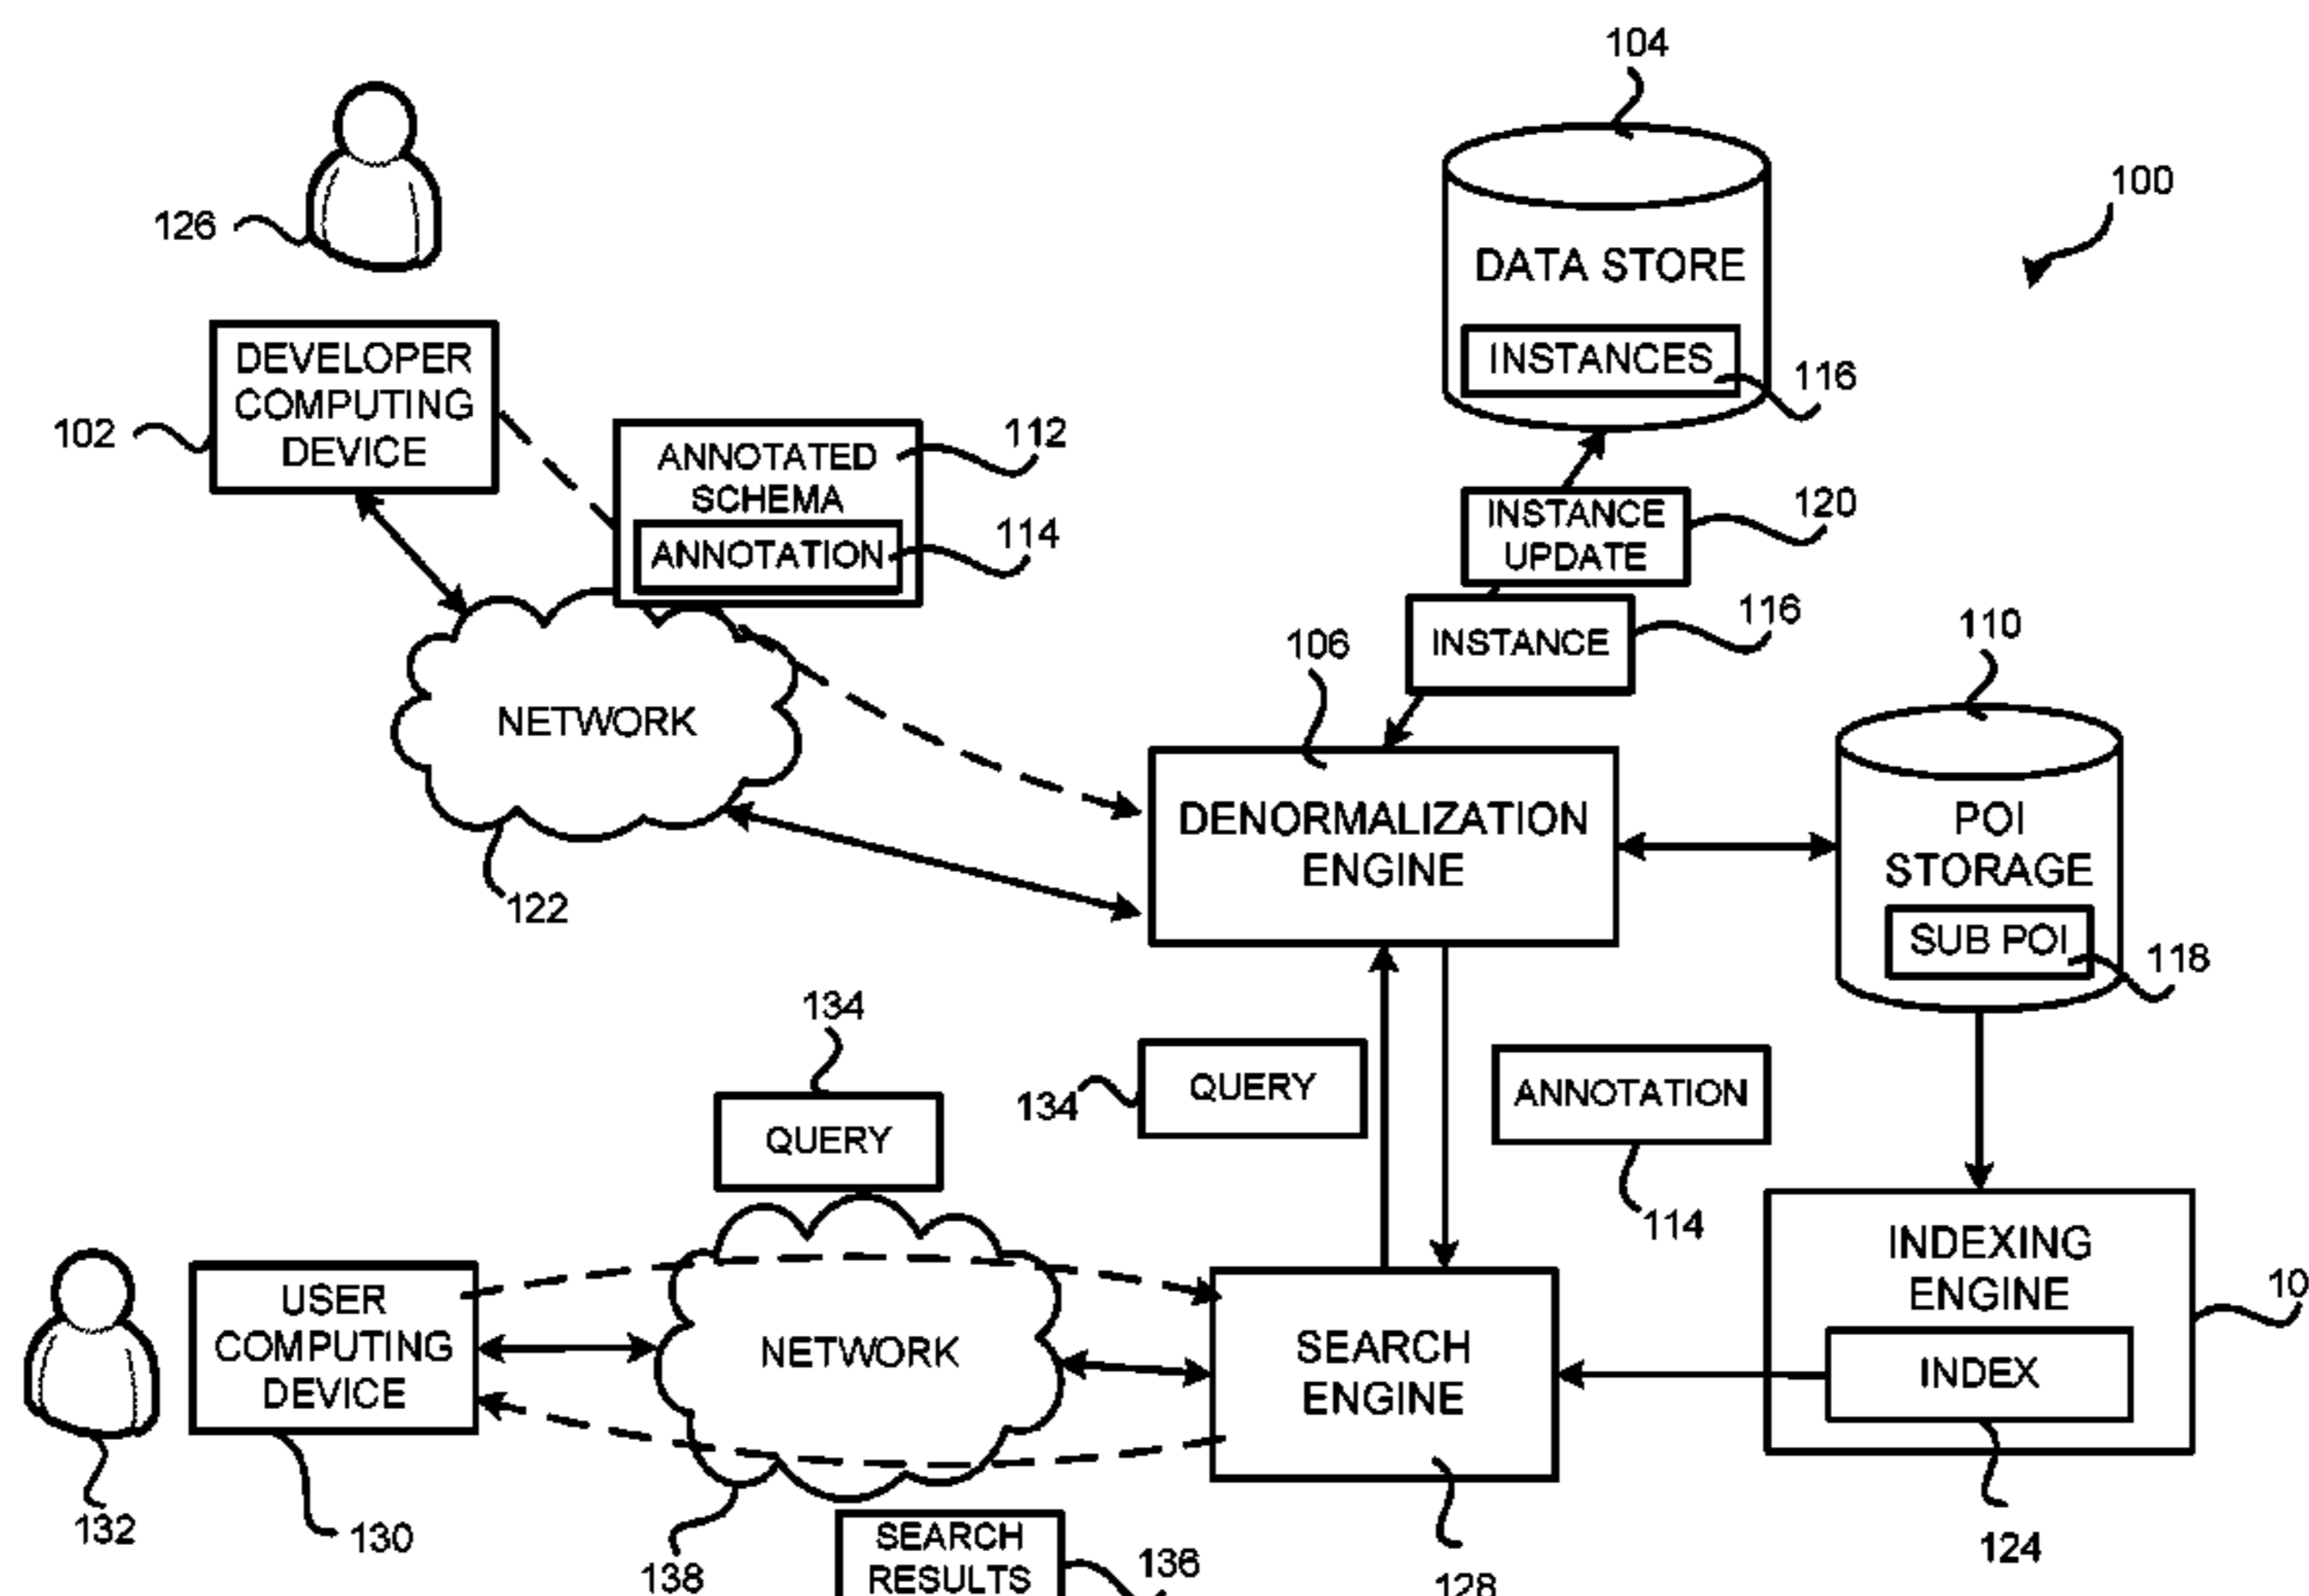 104
100
126
DATA STORE
INSTANCES
116
DEVELOPER
COMPUTING
DEVICE
102
ANNOTATED
SCHEMA
112
ANNOTATION
114
INSTANCE
UPDATE
120
INSTANCE
116
106
110
NETWORK
122
DENORMALIZATION
ENGINE
POI
STORAGE
SUB POI
118
134
QUERY
134
QUERY
ANNOTATION
114
INDEXING
ENGINE
10
INDEX
124
USER
COMPUTING
DEVICE
NETWORK
SEARCH
ENGINE
132
130
138
SEARCH
RESULTS
136
128